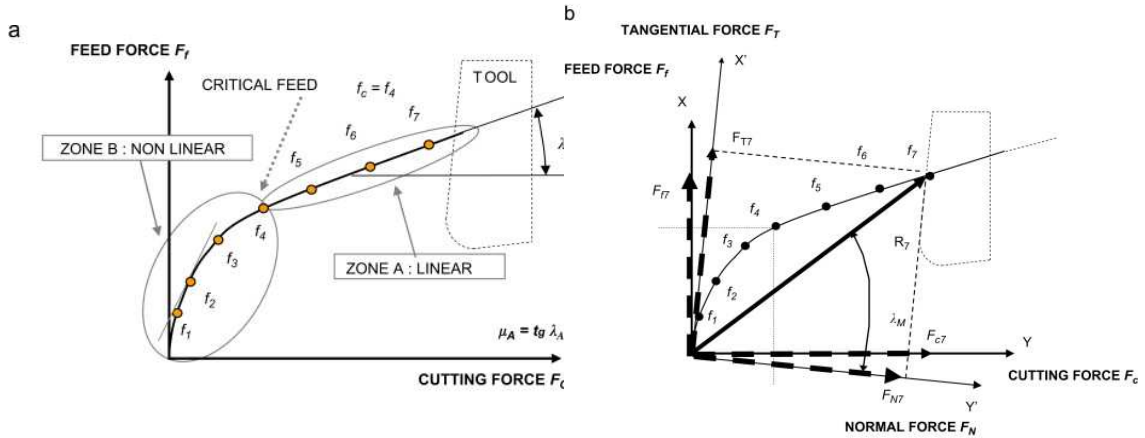 a
FEED FORCE Ff
CRITICAL FEED
fc = f4
TOOL
f7
f6
f5
λ
ZONE B : NON LINEAR
f4
f3
f2
f1
ZONE A : LINEAR
μA = tg λA
CUTTING FORCE FC
b
TANGENTIAL FORCE FT
X'
FEED FORCE Ff
X
FT7
f6
f7
Ff7
f5
f4
f3
R7
f2
f1
λM
Fc7
Y
CUTTING FORCE Fc
FN7
Y'
NORMAL FORCE FN